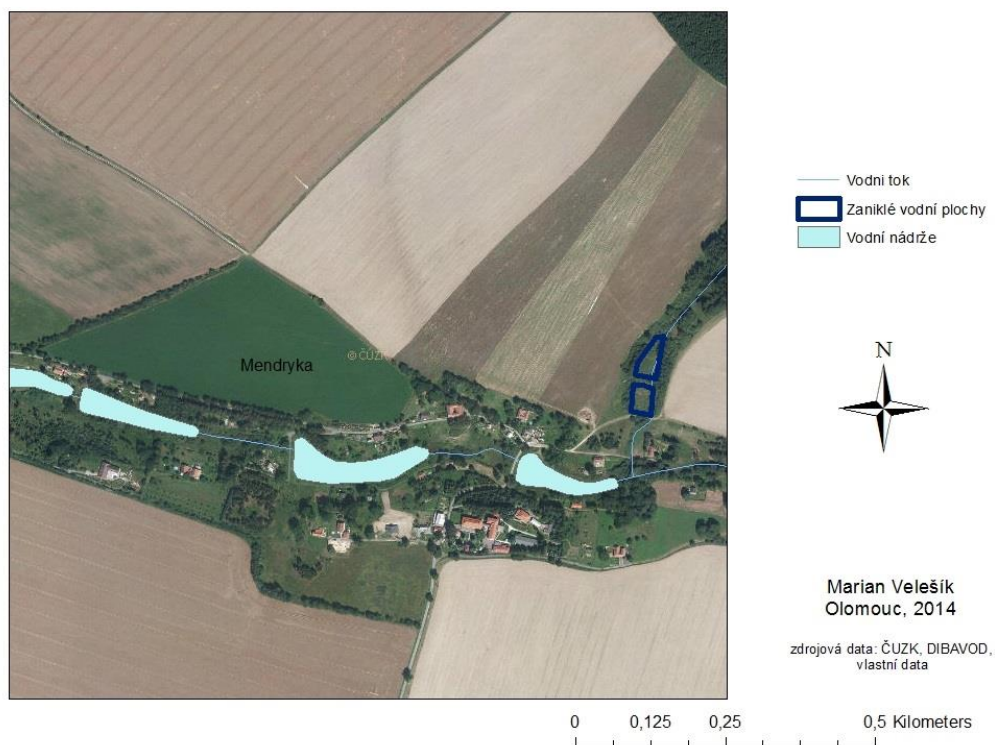 Vodni tok
Zaniklé vodní plochy
Vodní nádrže
N
Mendryka
© ČÚZK
Marian Velešík
Olomouc, 2014
zdrojová data: ČUZK, DIBAVOD,
vlastní data
0 0,125 0,25 0,5 Kilometers